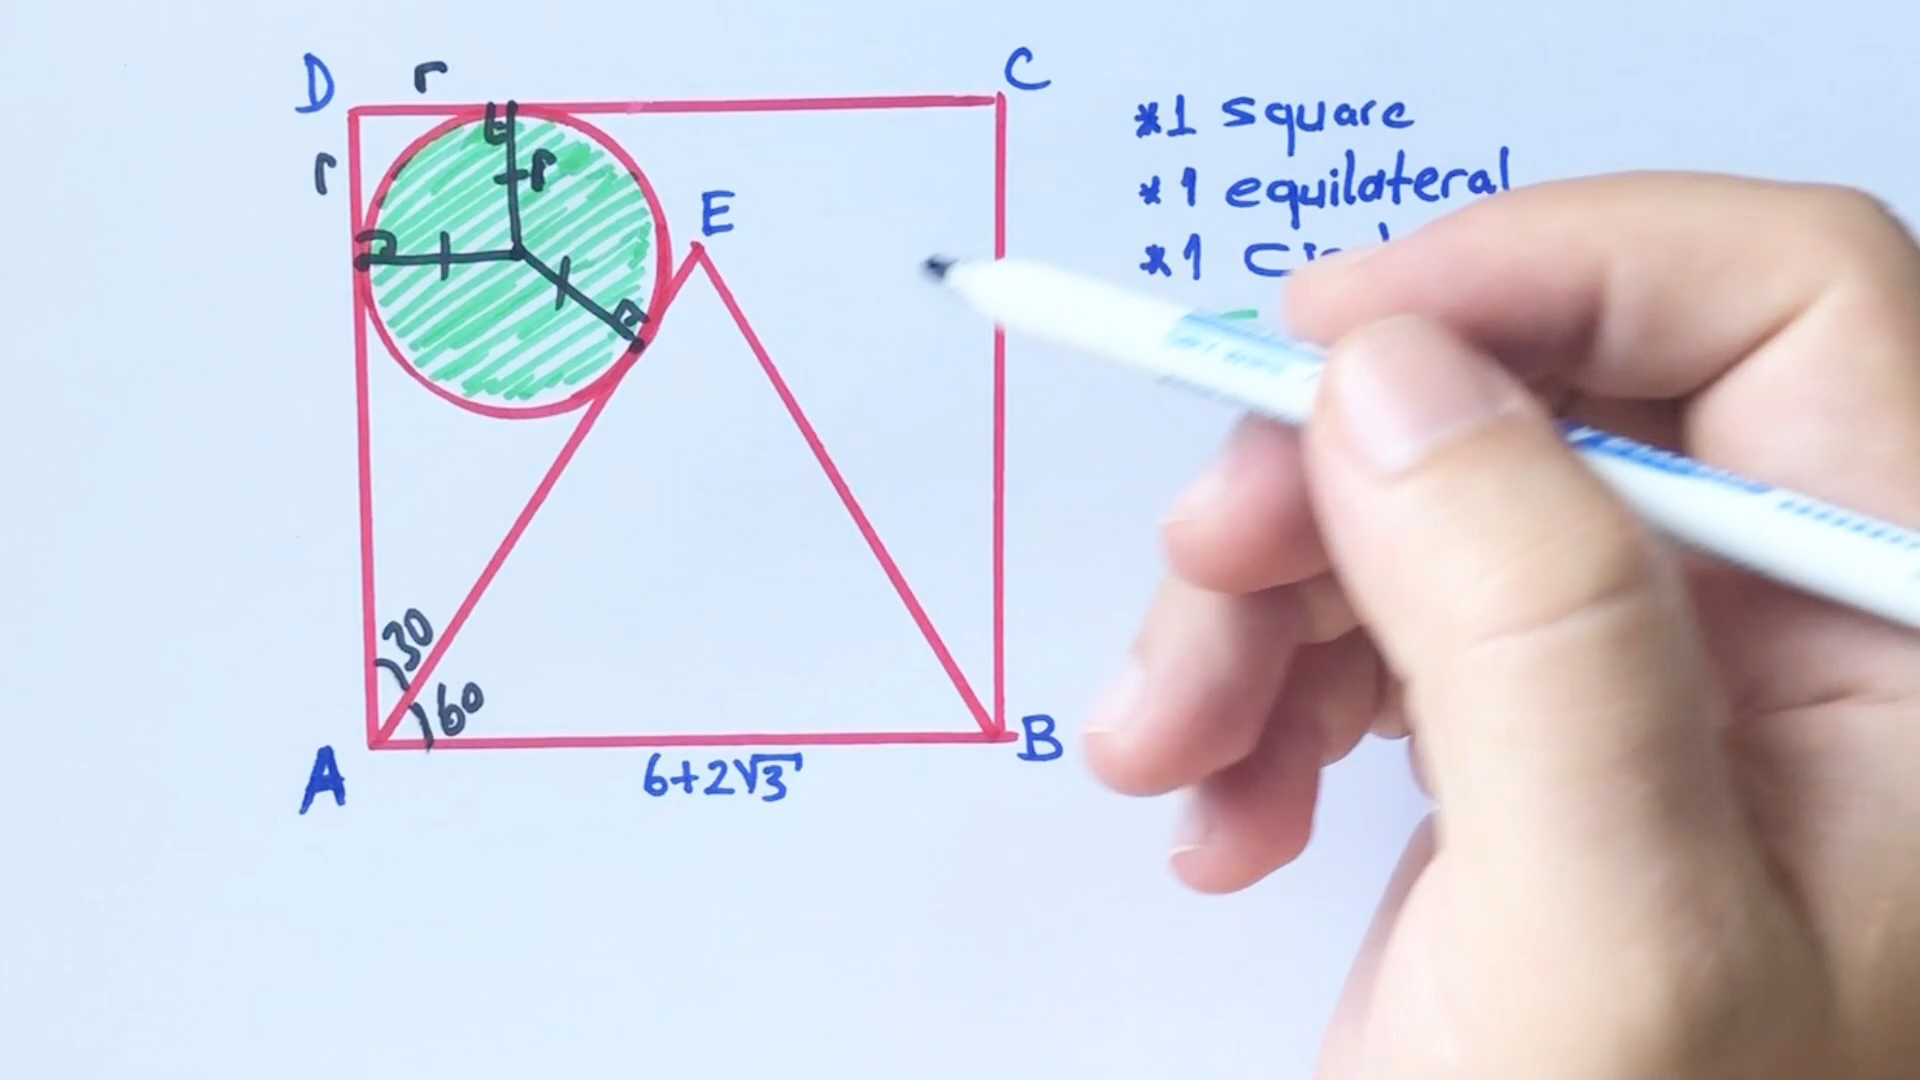 D r C
r
r
E
30
60
A B
6+2√3
*1 square
*1 equilateral
*1